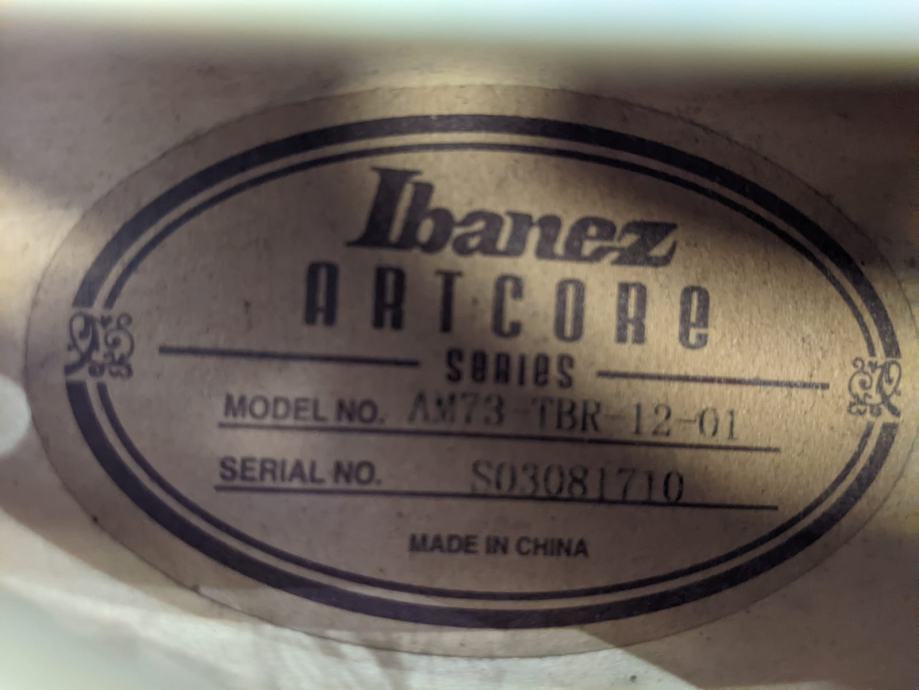 Ibanez
ARTCORE
SERIES
MODEL NO. AM73-TBR-12-01
SERIAL NO. S03081710
MADE IN CHINA